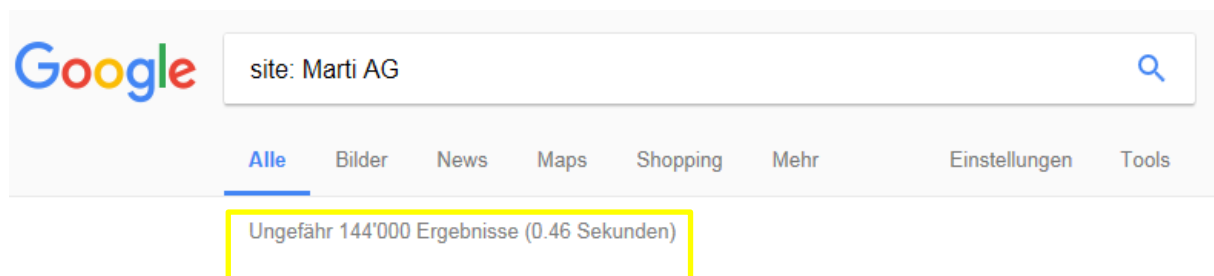 Google
site: Marti AG
Alle Bilder News Maps Shopping Mehr Einstellungen Tools
Ungefähr 144'000 Ergebnisse (0.46 Sekunden)